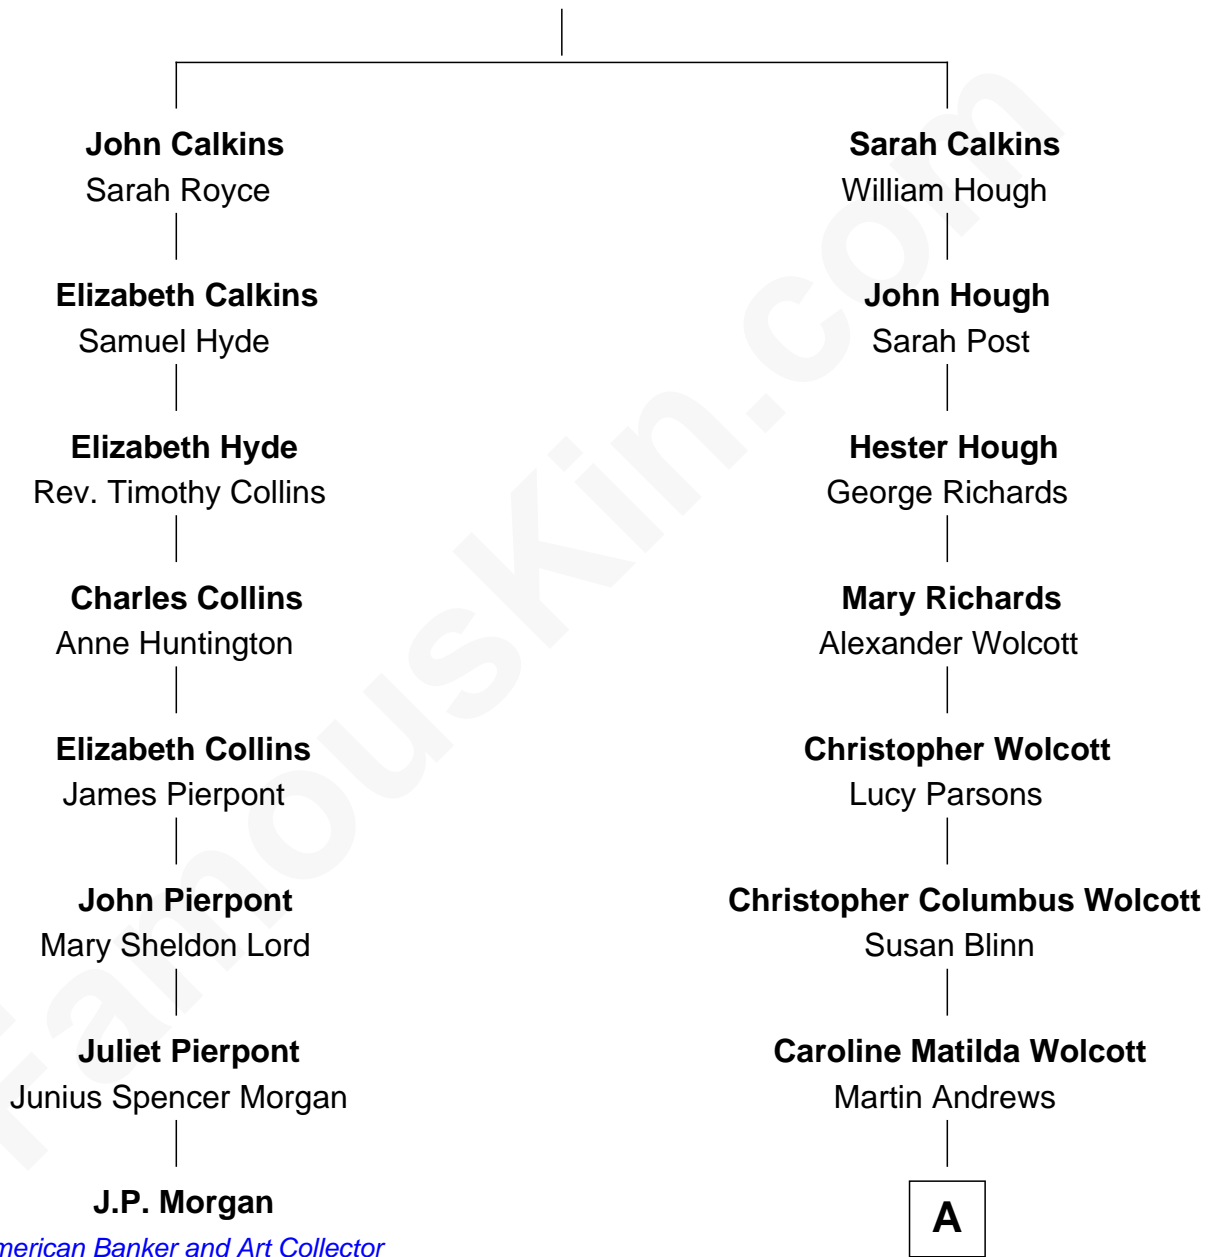 John Calkins
Sarah Royce
Sarah Calkins
William Hough
Elizabeth Calkins
Samuel Hyde
John Hough
Sarah Post
Elizabeth Hyde
Rev. Timothy Collins
Hester Hough
George Richards
Charles Collins
Anne Huntington
Mary Richards
Alexander Wolcott
Elizabeth Collins
James Pierpont
Christopher Wolcott
Lucy Parsons
John Pierpont
Mary Sheldon Lord
Christopher Columbus Wolcott
Susan Blinn
Juliet Pierpont
Junius Spencer Morgan
Caroline Matilda Wolcott
Martin Andrews
J.P. Morgan
merican Banker and Art Collector
A
FamousKin.com